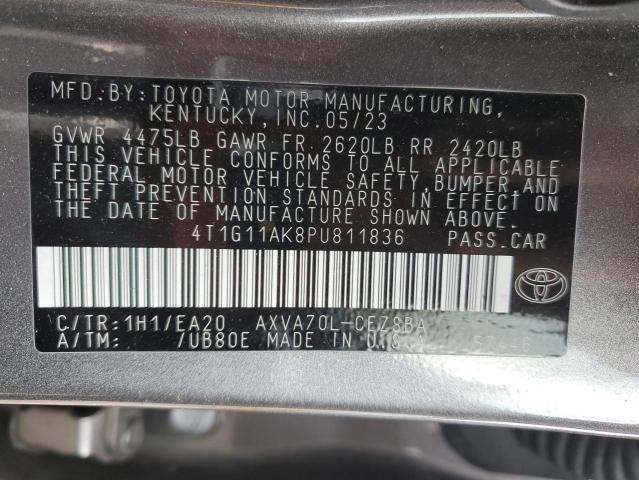 MFD.BY:TOYOTA MOTOR MANUFACTURING,
KENTUCKY INC.05/23
GVWR 4475LB GAWR FR 2620LB RR 2420LB
THIS VEHICLE CONFORMS TO ALL APPLICABLE
FEDERAL MOTOR VEHICLE SAFETY,BUMPER,AND
THEFT PREVENTION STANDARDS IN EFFECT ON
THE DATE OF MANUFACTURE SHOWN ABOVE.
4T1G11AK8PU811836 PASS.CAR
C/TR:1H1/EA20 AXVA70L-CEZSBA
A/TM: /UB80E MADE IN U.S.A. 57446